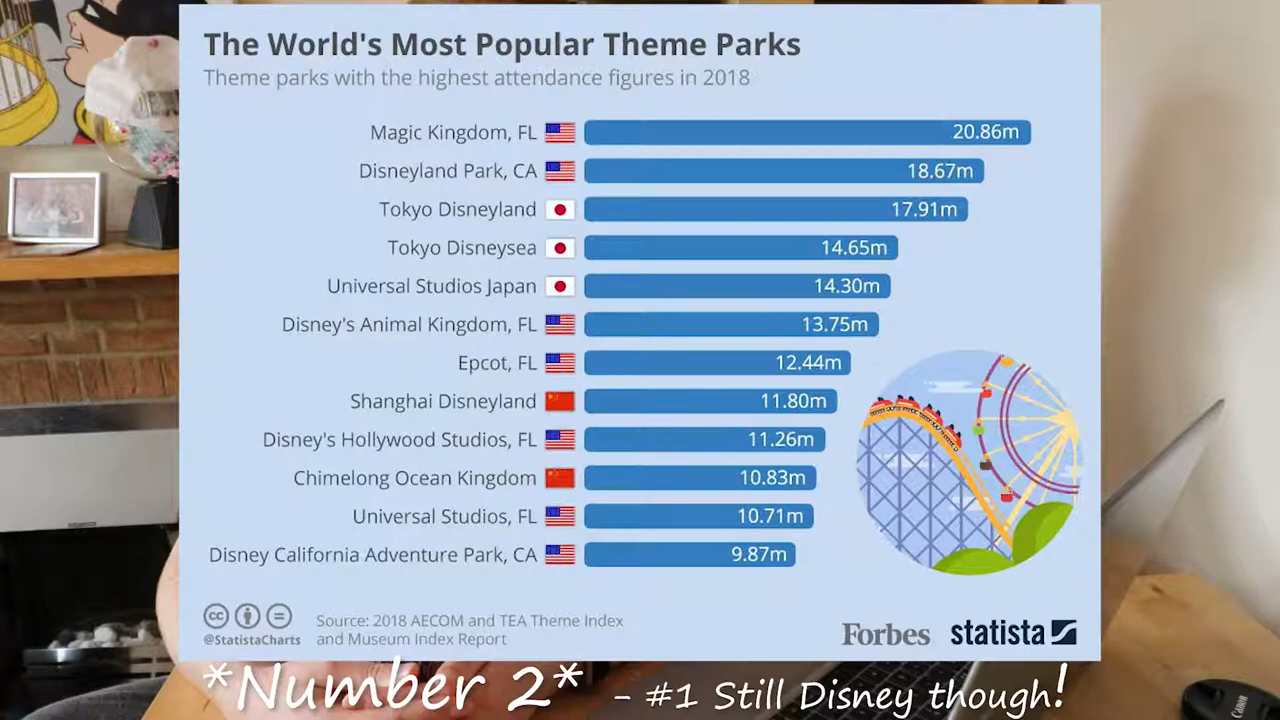 The World's Most Popular Theme Parks
Theme parks with the highest attendance figures in 2018
Magic Kingdom, FL 20.86m
Disneyland Park, CA 18.67m
Tokyo Disneyland 17.91m
Tokyo Disneysea 14.65m
Universal Studios Japan 14.30m
Disney's Animal Kingdom, FL 13.75m
Epcot, FL 12.44m
Shanghai Disneyland 11.80m
Disney's Hollywood Studios, FL 11.26m
Chimelong Ocean Kingdom 10.83m
Universal Studios, FL 10.71m
Disney California Adventure Park, CA 9.87m
cc
@StatistaCharts
Source: 2018 AECOM and TEA Theme Index
and Museum Index Report
Forbes statista
*Number 2* - #1 Still Disney though!
Canon